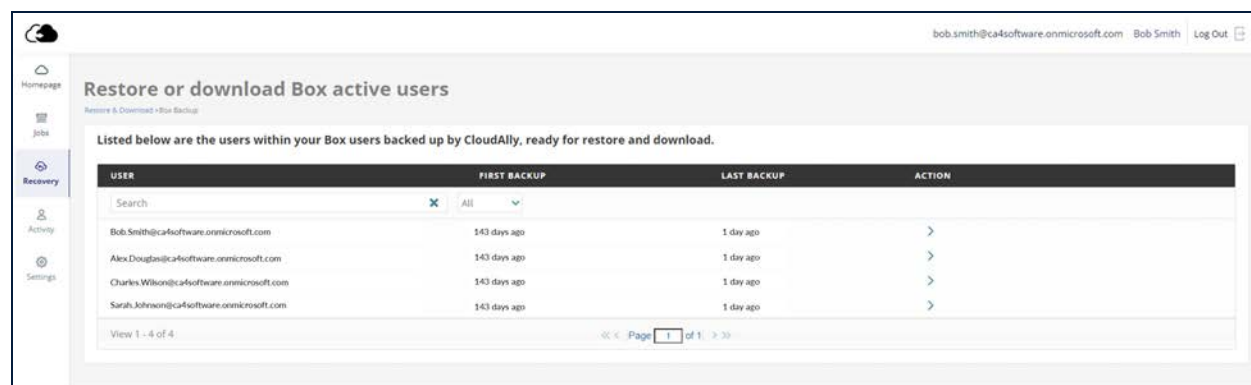 bob.smith@ca4software.onmicrosoft.com Bob Smith Log Out
Homepage
Jobs
Recovery
Activity
Settings
Restore or download Box active users
Restore & Download ›Box Backup
Listed below are the users within your Box users backed up by CloudAlly, ready for restore and download.
USER FIRST BACKUP LAST BACKUP ACTION
Search All
Bob.Smith@ca4software.onmicrosoft.com 143 days ago 1 day ago
Alex.Douglas@ca4software.onmicrosoft.com 143 days ago 1 day ago
Charles.Wilson@ca4software.onmicrosoft.com 143 days ago 1 day ago
Sarah.Johnson@ca4software.onmicrosoft.com 143 days ago 1 day ago
View 1 - 4 of 4 Page 1 of 1